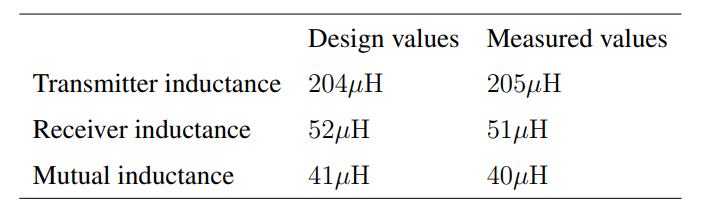 Design values Measured values
Transmitter inductance 204μH 205μH
Receiver inductance 52μH 51μH
Mutual inductance 41μH 40μH